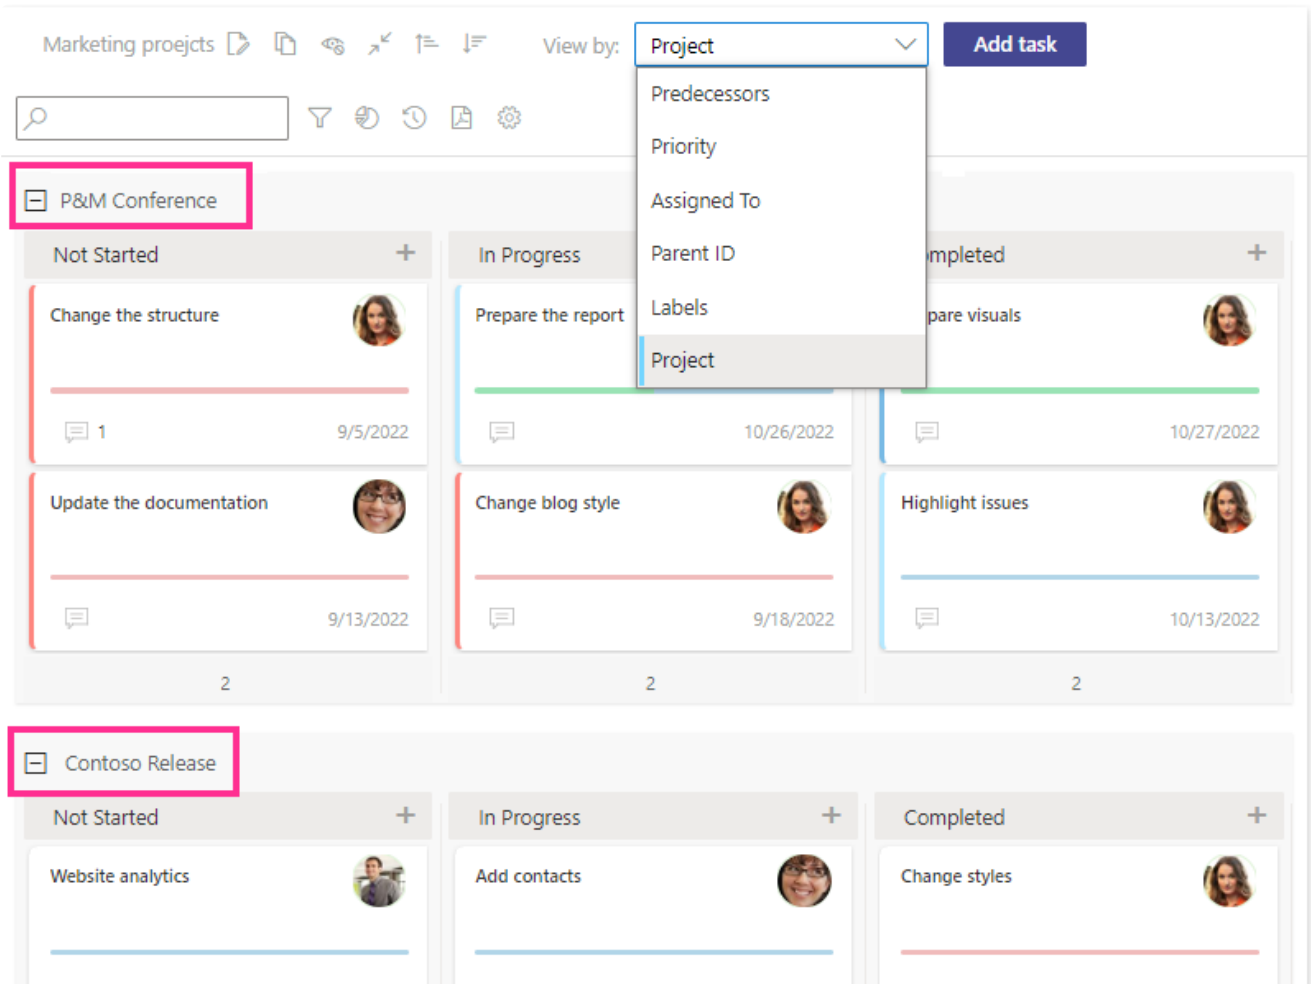 Marketing proejcts View by: Project Add task
Predecessors
Priority
Assigned To
Parent ID
Labels
Project
P&M Conference
Not Started + In Progress mpleted +
Change the structure Prepare the report pare visuals
1 9/5/2022 10/26/2022 10/27/2022
Update the documentation Change blog style Highlight issues
9/13/2022 9/18/2022 10/13/2022
2 2 2
Contoso Release
Not Started + In Progress + Completed +
Website analytics Add contacts Change styles